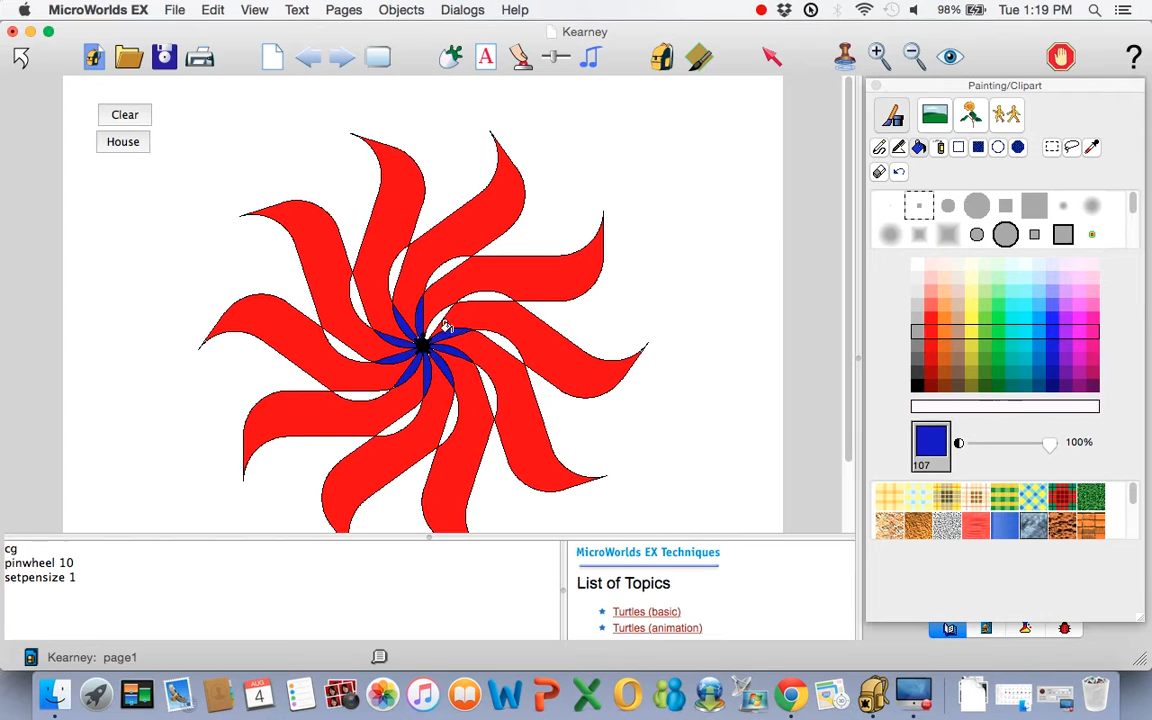 MicroWorlds EX File Edit View Text Pages Objects Dialogs Help 98% Tue 1:19 PM
Kearney
A ?
Painting/Clipart
Clear
House
100%
107
cg
pinwheel 10
setpensize 1
MicroWorlds EX Techniques
List of Topics
Turtles (basic)
Turtles (animation)
Kearney: page1
AUG
4